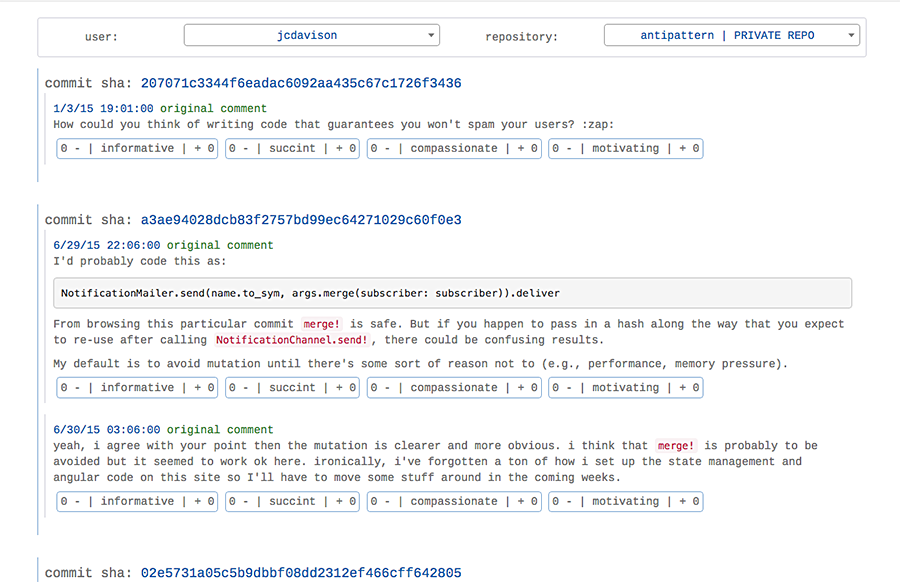 user: jcdavison repository: antipattern | PRIVATE REPO
commit sha: 207071c3344f6eadac6092aa435c67c1726f3436
1/3/15 19:01:00 original comment
How could you think of writing code that guarantees you won't spam your users? :zap:
0 - | informative | + 0 0 - | succint | + 0 0 - | compassionate | + 0 0 - | motivating | + 0
commit sha: a3ae94028dcb83f2757bd99ec64271029c60f0e3
6/29/15 22:06:00 original comment
I'd probably code this as:
NotificationMailer.send(name.to_sym, args.merge(subscriber: subscriber)).deliver
From browsing this particular commit merge! is safe. But if you happen to pass in a hash along the way that you expect
to re-use after calling NotificationChannel.send!, there could be confusing results.
My default is to avoid mutation until there's some sort of reason not to (e.g., performance, memory pressure).
0 - | informative | + 0 0 - | succint | + 0 0 - | compassionate | + 0 0 - | motivating | + 0
6/30/15 03:06:00 original comment
yeah, i agree with your point then the mutation is clearer and more obvious. i think that merge! is probably to be
avoided but it seemed to work ok here. ironically, i've forgotten a ton of how i set up the state management and
angular code on this site so I'll have to move some stuff around in the coming weeks.
0 - | informative | + 0 0 - | succint | + 0 0 - | compassionate | + 0 0 - | motivating | + 0
commit sha: 02e5731a05c5b9dbbf08dd2312ef466cff642805